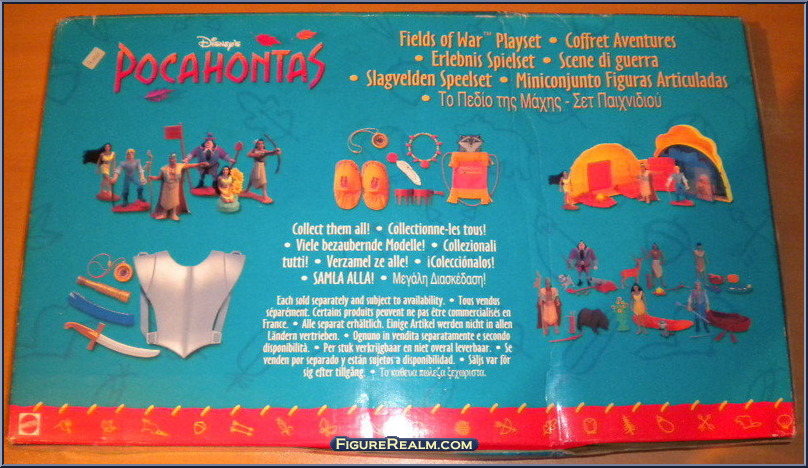 DISNEY'S
POCAHONTAS
Fields of War™ Playset • Coffret Aventures
• Erlebnis Spielset • Scene di guerra
• Slagvelden Speelset • Miniconjunto Figuras Articuladas
• Το Πεδίο της Μάχης - Σετ Παιχνιδιού
Collect them all! • Collectionne-les tous!
• Viele bezaubernde Modelle! • Collezionali
tutti! • Verzamel ze alle! • ¡Colecciónalos!
• SAMLA ALLA! • Μεγάλη Διασκέδαση!
Each sold separately and subject to availability. • Tous vendus
séparément. Certains produits peuvent ne pas être commercialisés en
France. • Alle separat erhältlich. Einige Artikel werden nicht in allen
Ländern vertrieben. • Ognuno in vendita separatamente e secondo
disponibilità. • Per stuk verkrijgbaar en niet overal leverbaar. • Se
venden por separado y están sujetos a disponibilidad. • Säljs var för
sig efter tillgång. • Το καθενα πωλεζα ξεχωριστα.
FIGUREREALM.COM